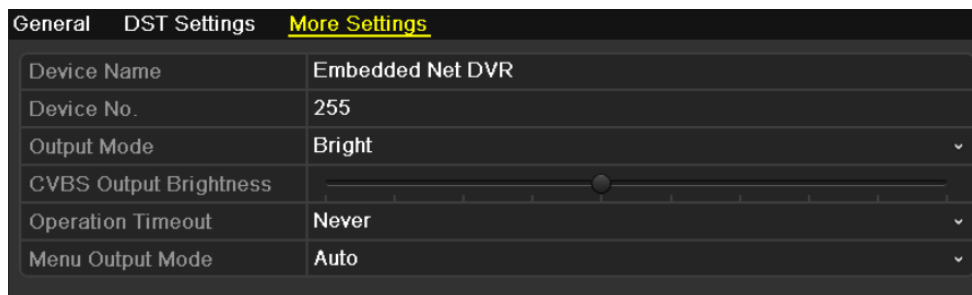 General DST Settings More Settings
Device Name Embedded Net DVR
Device No. 255
Output Mode Bright
CVBS Output Brightness
Operation Timeout Never
Menu Output Mode Auto